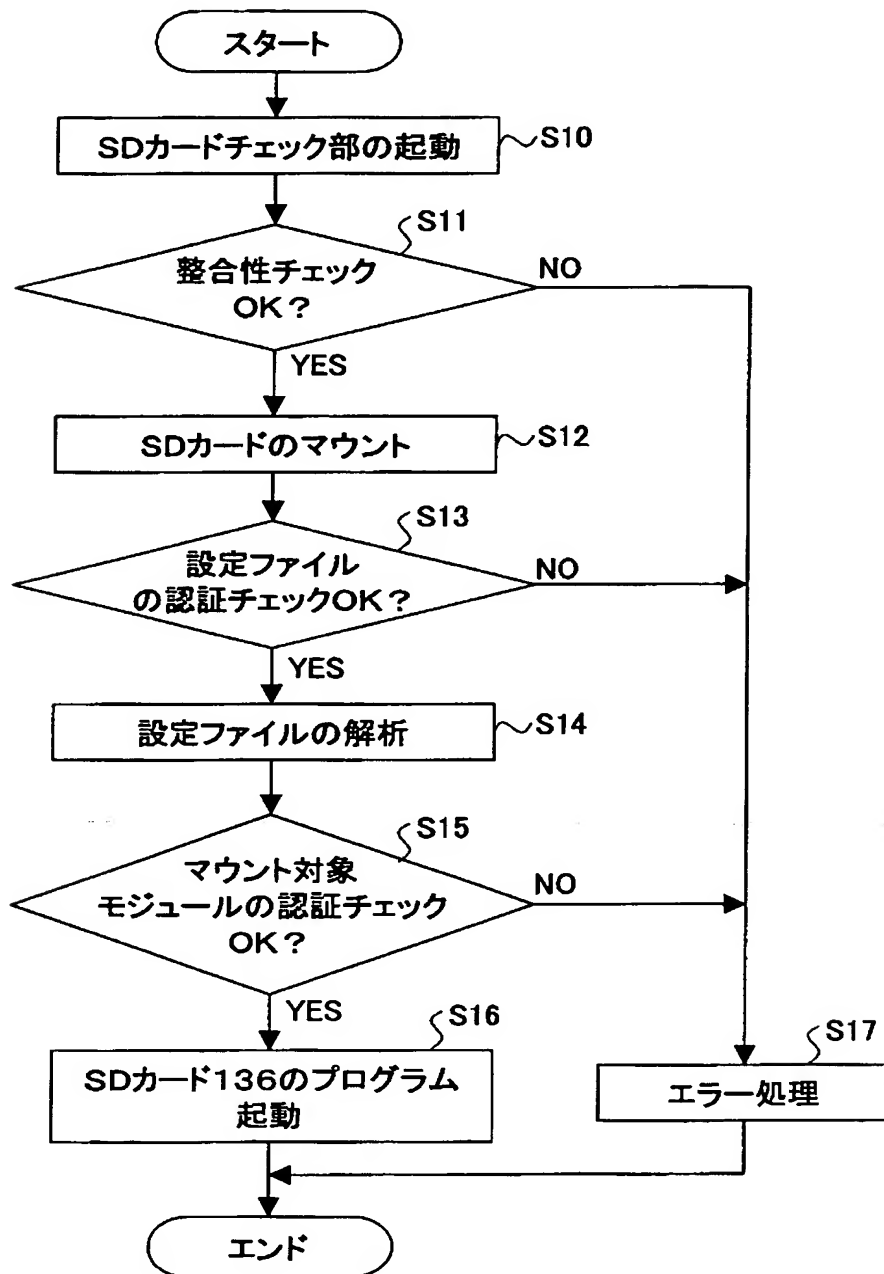 スタート
SDカードチェック部の起動
S10
S11
整合性チェック
OK？
NO
YES
SDカードのマウント
S12
S13
設定ファイル
の認証チェックOK？
NO
YES
設定ファイルの解析
S14
S15
マウント対象
モジュールの認証チェック
OK？
NO
YES
S16
SDカード136のプログラム
起動
S17
エラー処理
エンド